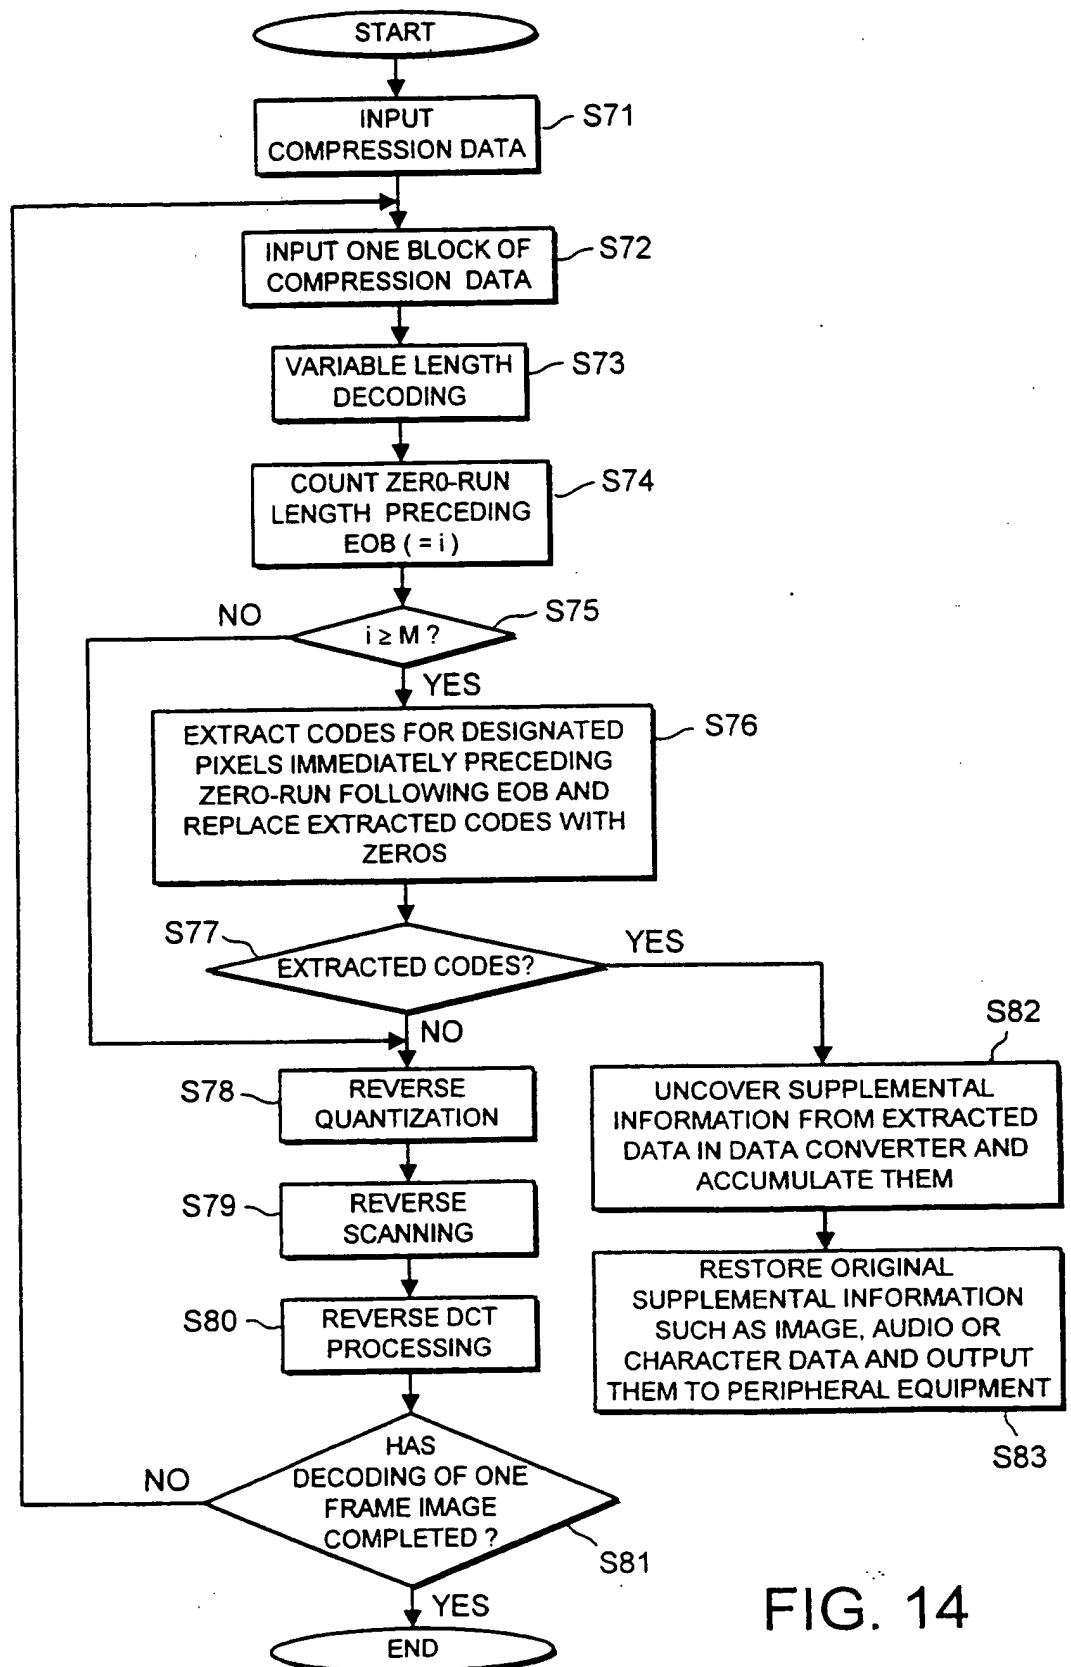 START
INPUT
COMPRESSION DATA
S71
INPUT ONE BLOCK OF
COMPRESSION DATA
S72
VARIABLE LENGTH
DECODING
S73
COUNT ZER0-RUN
LENGTH PRECEDING
EOB ( = i )
S74
NO
i ≥ M ?
S75
YES
EXTRACT CODES FOR DESIGNATED
PIXELS IMMEDIATELY PRECEDING
ZERO-RUN FOLLOWING EOB AND
REPLACE EXTRACTED CODES WITH
ZEROS
S76
S77
EXTRACTED CODES?
YES
NO
S78
REVERSE
QUANTIZATION
S79
REVERSE
SCANNING
S80
REVERSE DCT
PROCESSING
S82
UNCOVER SUPPLEMENTAL
INFORMATION FROM EXTRACTED
DATA IN DATA CONVERTER AND
ACCUMULATE THEM
RESTORE ORIGINAL
SUPPLEMENTAL INFORMATION
SUCH AS IMAGE, AUDIO OR
CHARACTER DATA AND OUTPUT
THEM TO PERIPHERAL EQUIPMENT
S83
NO
HAS
DECODING OF ONE
FRAME IMAGE
COMPLETED ?
S81
YES
END
FIG. 14